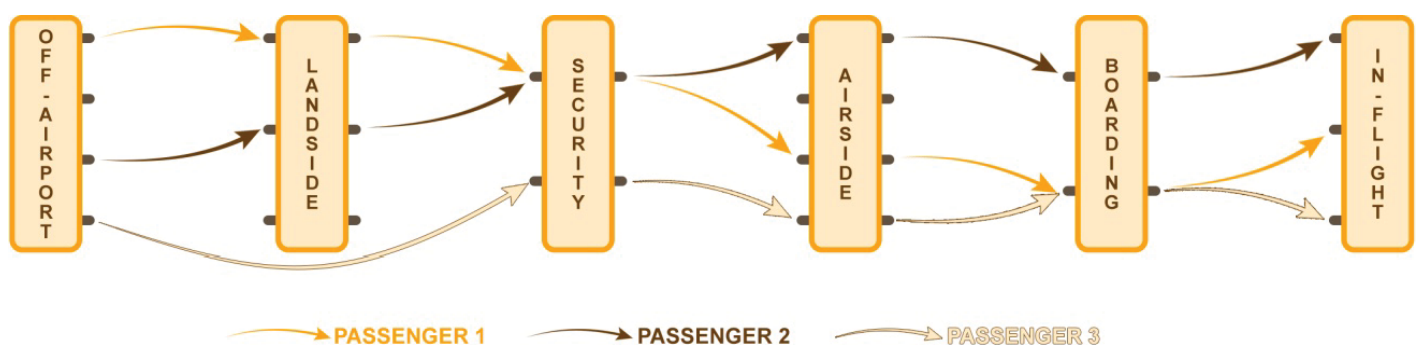 OFF-AIRPORT
LANDSIDE
SECURITY
AIRSIDE
BOARDING
IN-FLIGHT
PASSENGER 1
PASSENGER 2
PASSENGER 3